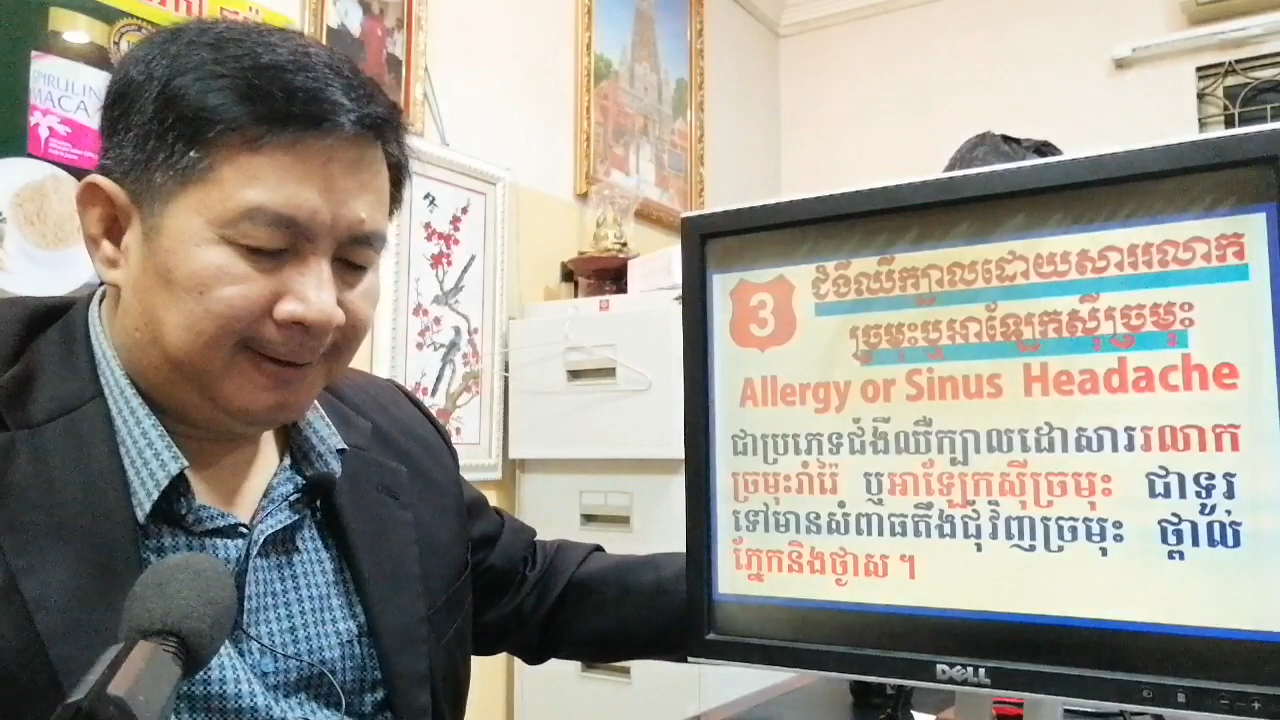 SPIRULINA
MACA
3
ជំងឺឈឺក្បាលដោយសាររលាក
ច្រមុះឬអាឡែកស៊ីច្រមុះ
Allergy or Sinus Headache
ជាប្រភេទជំងឺឈឺក្បាលដោសាររលាក
ច្រមុះរ៉ាំរ៉ៃ ឬអាឡែកស៊ីច្រមុះ ជាទូរ
ទៅមានសំពាធតឹងជុំវិញច្រមុះ ថ្ពាល់
ភ្នែកនិងថ្ងាស ។
DELL